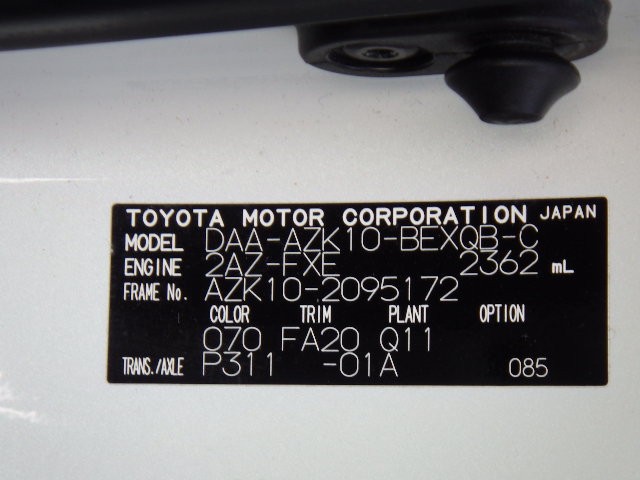 TOYOTA MOTOR CORPORATION JAPAN
MODEL DAA-AZK10-BEXQB-C
ENGINE 2AZ-FXE 2362 mL
FRAME No. AZK10-2095172
COLOR TRIM PLANT OPTION
070 FA20 Q11
TRANS./AXLE P311 -01A 085